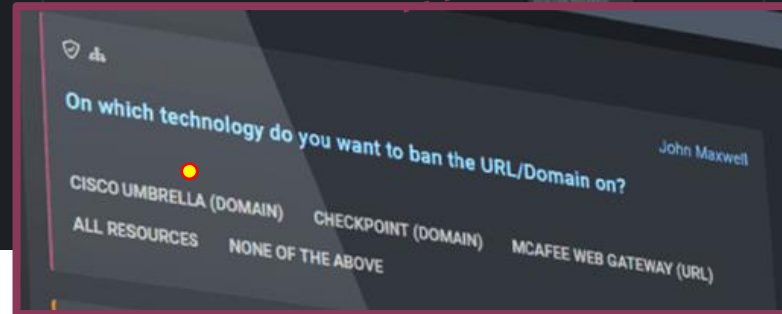 On which technology do you want to ban the URL/Domain on?
John Maxwell
CISCO UMBRELLA (DOMAIN) CHECKPOINT (DOMAIN) MCAFEE WEB GATEWAY (URL)
ALL RESOURCES NONE OF THE ABOVE